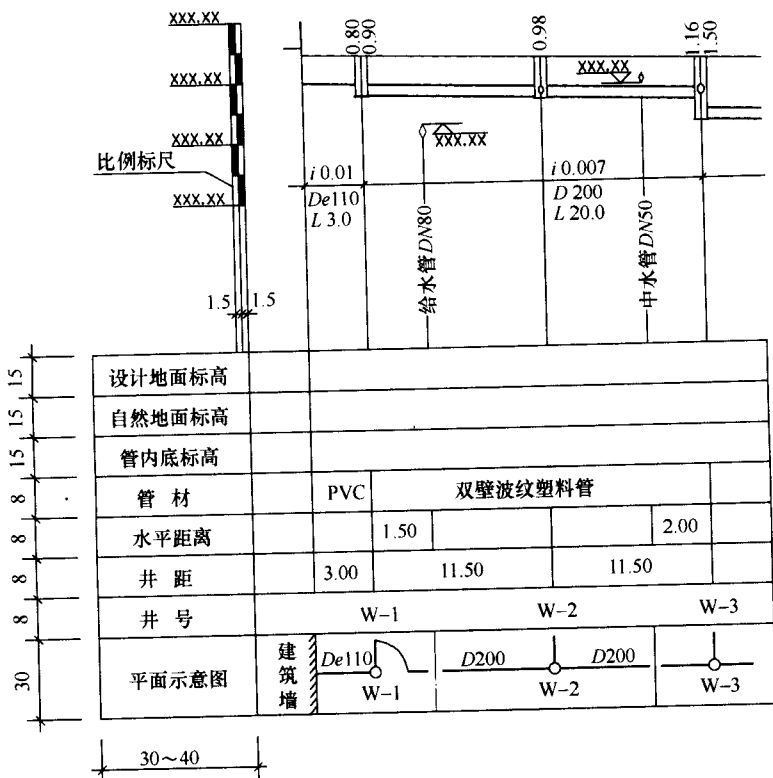 XXX.XX
XXX.XX
XXX.XX
XXX.XX
比例标尺
1.5 1.5
0.80
0.90
0.98
1.16
1.50
XXX.XX
XXX.XX
i 0.01
De110
L 3.0
i 0.007
D 200
L 20.0
给水管DN80
中水管DN50
15 设计地面标高
15 自然地面标高
15 管内底标高
8 管 材 PVC 双壁波纹塑料管
8 水平距离 1.50 2.00
8 井 距 3.00 11.50 11.50
8 井 号 W-1 W-2 W-3
30 平面示意图 建筑墙 De110 W-1 D200 D200 W-2 W-3
30～40